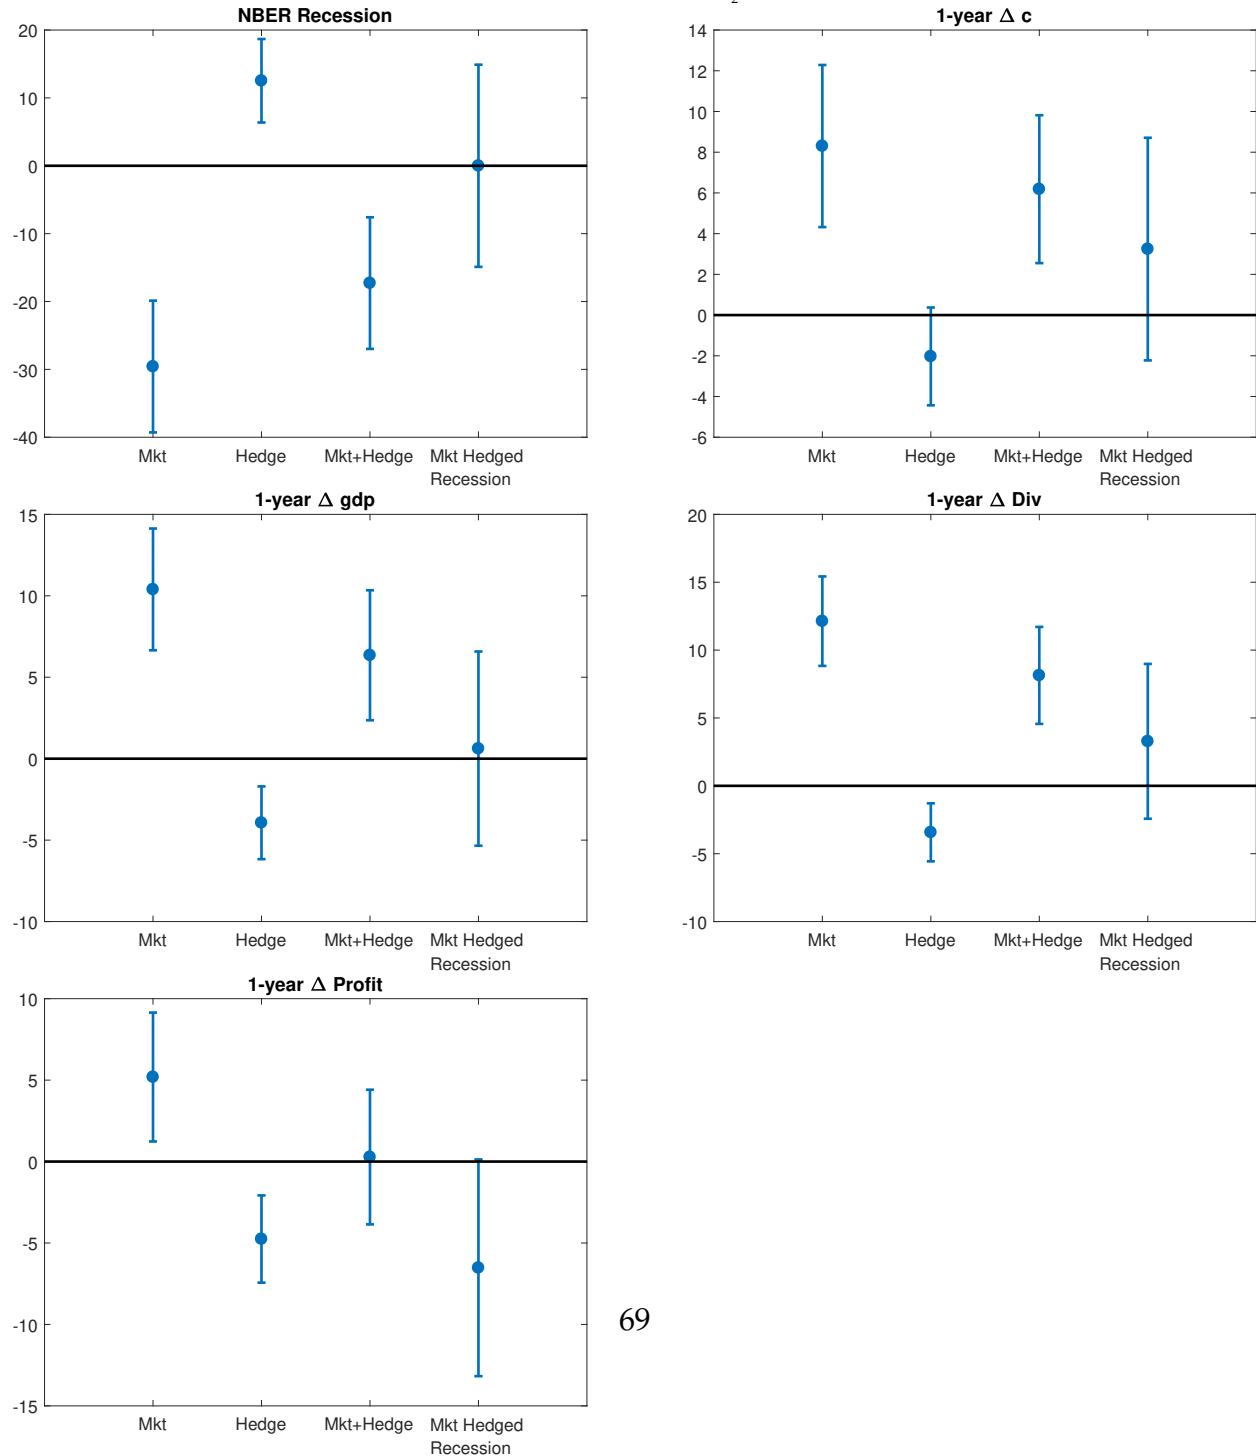 2
NBER Recession
20
10
0
-10
-20
-30
-40
Mkt
Hedge
Mkt+Hedge
Mkt Hedged
Recession
1-year Δ c
14
12
10
8
6
4
2
0
-2
-4
-6
Mkt
Hedge
Mkt+Hedge
Mkt Hedged
Recession
1-year Δ gdp
15
10
5
0
-5
-10
Mkt
Hedge
Mkt+Hedge
Mkt Hedged
Recession
1-year Δ Div
20
15
10
5
0
-5
-10
Mkt
Hedge
Mkt+Hedge
Mkt Hedged
Recession
1-year Δ Profit
10
5
0
-5
-10
-15
Mkt
Hedge
Mkt+Hedge
Mkt Hedged
Recession
69